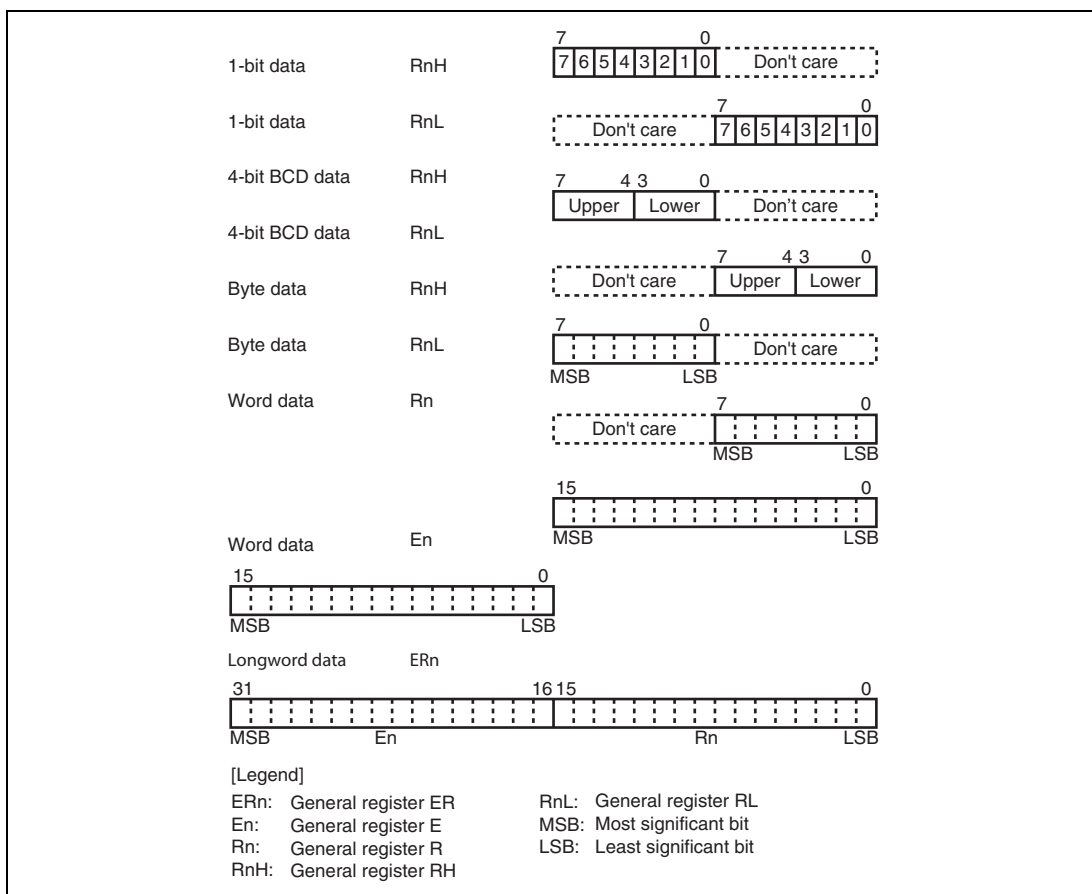 7 0
1-bit data RnH 7 6 5 4 3 2 1 0 Don't care
7 0
1-bit data RnL Don't care 7 6 5 4 3 2 1 0
4-bit BCD data RnH 7 4 3 0
Upper Lower Don't care
4-bit BCD data RnL
7 4 3 0
Byte data RnH Don't care Upper Lower
7 0
Byte data RnL Don't care
MSB LSB
Word data Rn 7 0
Don't care
MSB LSB
15 0
Word data En MSB LSB
15 0
MSB LSB
Longword data ERn
31 16 15 0
MSB En Rn LSB
[Legend]
ERn: General register ER RnL: General register RL
En: General register E MSB: Most significant bit
Rn: General register R LSB: Least significant bit
RnH: General register RH